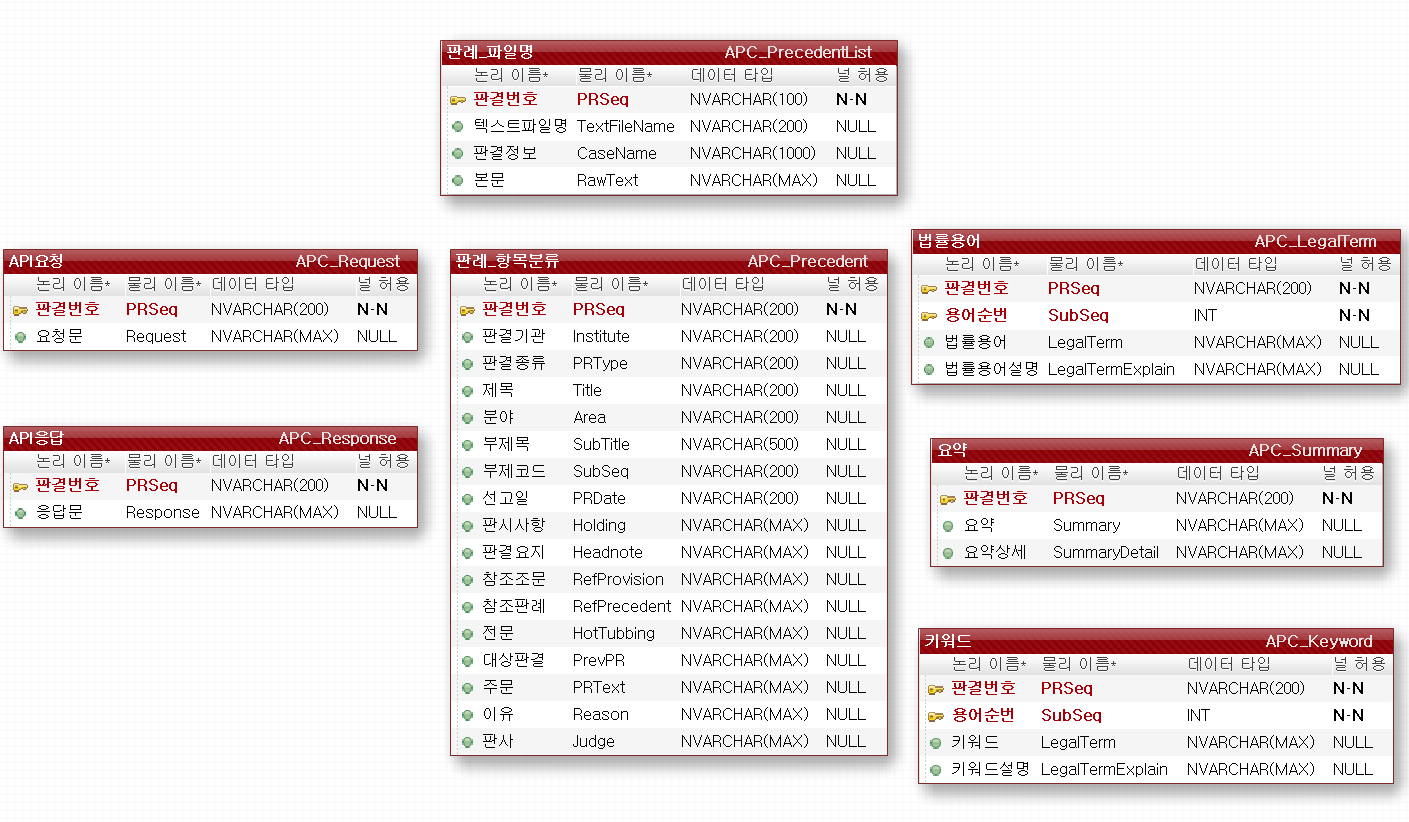 판례_파일명 APC_PrecedentList
논리 이름* 물리 이름* 데이터 타입 널 허용
판결번호 PRSeq NVARCHAR(100) N-N
텍스트파일명 TextFileName NVARCHAR(200) NULL
판결정보 CaseName NVARCHAR(1000) NULL
본문 RawText NVARCHAR(MAX) NULL
API요청 APC_Request
논리 이름* 물리 이름* 데이터 타입 널 허용
판결번호 PRSeq NVARCHAR(200) N-N
요청문 Request NVARCHAR(MAX) NULL
API응답 APC_Response
논리 이름* 물리 이름* 데이터 타입 널 허용
판결번호 PRSeq NVARCHAR(200) N-N
응답문 Response NVARCHAR(MAX) NULL
판례_항목분류 APC_Precedent
논리 이름* 물리 이름* 데이터 타입 널 허용
판결번호 PRSeq NVARCHAR(200) N-N
판결기관 Institute NVARCHAR(200) NULL
판결종류 PRType NVARCHAR(200) NULL
제목 Title NVARCHAR(200) NULL
분야 Area NVARCHAR(200) NULL
부제목 SubTitle NVARCHAR(500) NULL
부제코드 SubSeq NVARCHAR(200) NULL
선고일 PRDate NVARCHAR(200) NULL
판시사항 Holding NVARCHAR(MAX) NULL
판결요지 Headnote NVARCHAR(MAX) NULL
참조조문 RefProvision NVARCHAR(MAX) NULL
참조판례 RefPrecedent NVARCHAR(MAX) NULL
전문 HotTubbing NVARCHAR(MAX) NULL
대상판결 PrevPR NVARCHAR(MAX) NULL
주문 PRText NVARCHAR(MAX) NULL
이유 Reason NVARCHAR(MAX) NULL
판사 Judge NVARCHAR(MAX) NULL
법률용어 APC_LegalTerm
논리 이름* 물리 이름* 데이터 타입 널 허용
판결번호 PRSeq NVARCHAR(200) N-N
용어순번 SubSeq INT N-N
법률용어 LegalTerm NVARCHAR(MAX) NULL
법률용어설명 LegalTermExplain NVARCHAR(MAX) NULL
요약 APC_Summary
논리 이름* 물리 이름* 데이터 타입 널 허용
판결번호 PRSeq NVARCHAR(200) N-N
요약 Summary NVARCHAR(MAX) NULL
요약상세 SummaryDetail NVARCHAR(MAX) NULL
키워드 APC_Keyword
논리 이름* 물리 이름* 데이터 타입 널 허용
판결번호 PRSeq NVARCHAR(200) N-N
용어순번 SubSeq INT N-N
키워드 LegalTerm NVARCHAR(MAX) NULL
키워드설명 LegalTermExplain NVARCHAR(MAX) NULL